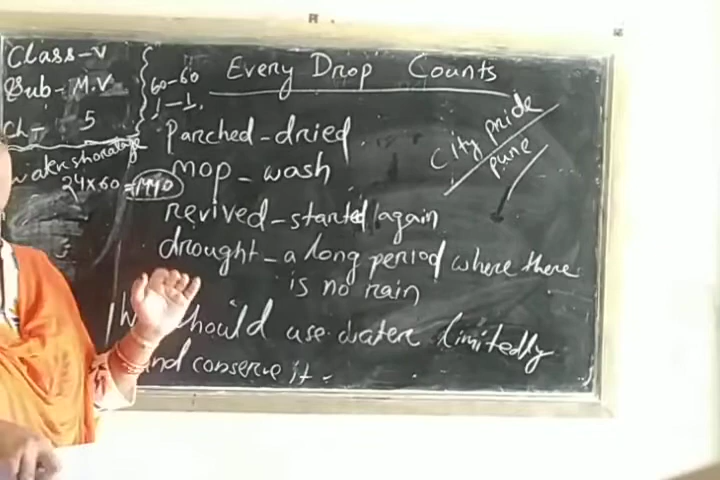 Class-V
Sub- M.V
Ch- 5
water shoratage
24x60 = 1440
60-60
1-1.
Every Drop Counts
parched-dried.
mop-wash
revived-started again
drought-a long period where there
is no rain
should use water limitedly
and conserve it.
City pride
pune